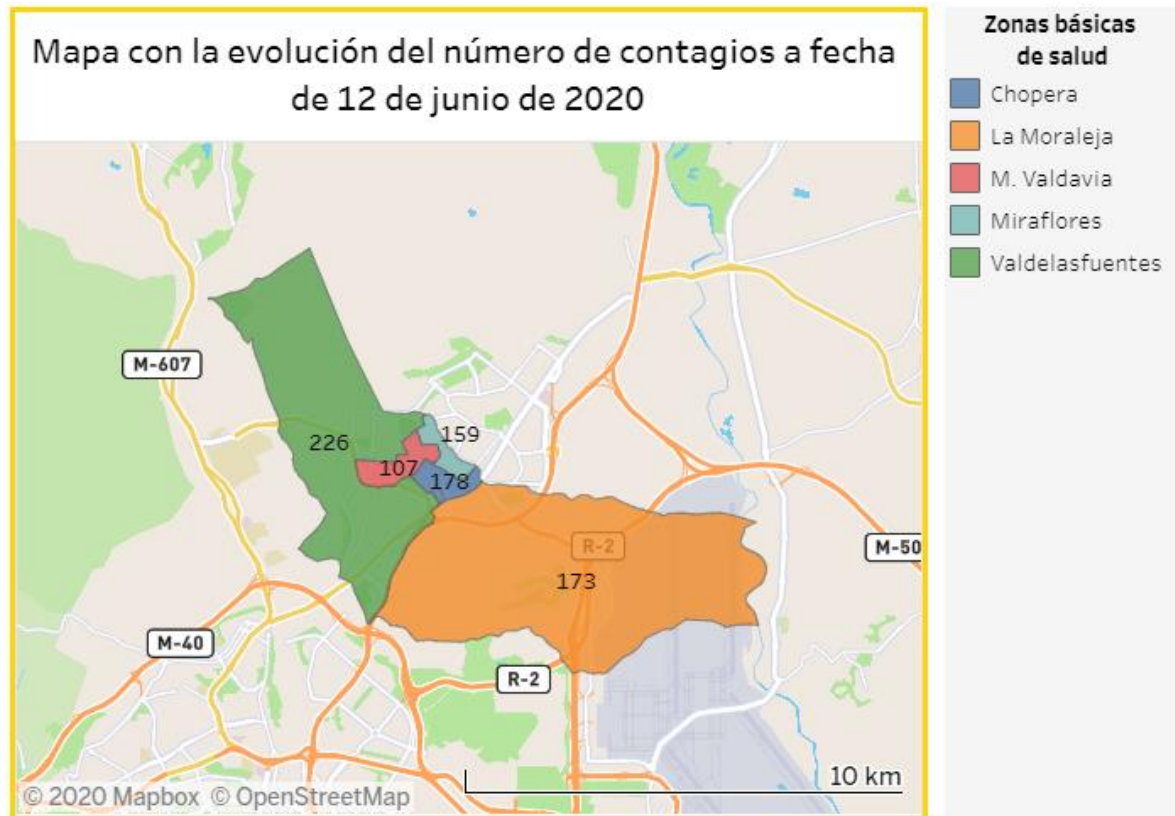 Mapa con la evolución del número de contagios a fecha
de 12 de junio de 2020
Zonas básicas
de salud
Chopera
La Moraleja
M. Valdavia
Miraflores
Valdelasfuentes
M-607
226
159
107
178
R-2
M-50
173
M-40
R-2
10 km
© 2020 Mapbox © OpenStreetMap